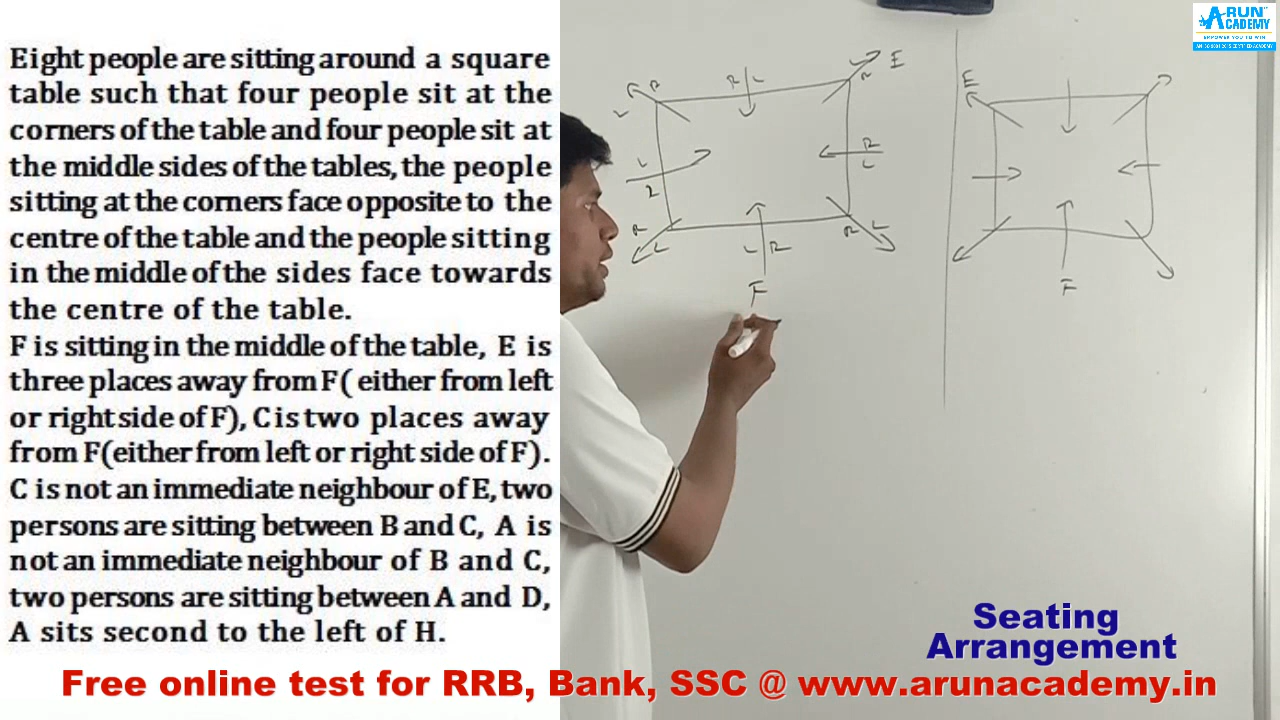 ARUN
ACADEMY
EMPOWER YOU TO WIN
Eight people are sitting around a square
table such that four people sit at the
corners of the table and four people sit at
the middle sides of the tables, the people
sitting at the corners face opposite to the
centre of the table and the people sitting
in the middle of the sides face towards
the centre of the table.
F is sitting in the middle of the table, E is
three places away from F( either from left
or right side of F), C is two places away
from F(either from left or right side of F).
C is not an immediate neighbour of E, two
persons are sitting between B and C, A is
not an immediate neighbour of B and C,
two persons are sitting between A and D,
A sits second to the left of H.
R L E
L R R
L R
R L
R L L R R L
F
E
F
Seating
Arrangement
Free online test for RRB, Bank, SSC @ www.arunacademy.in